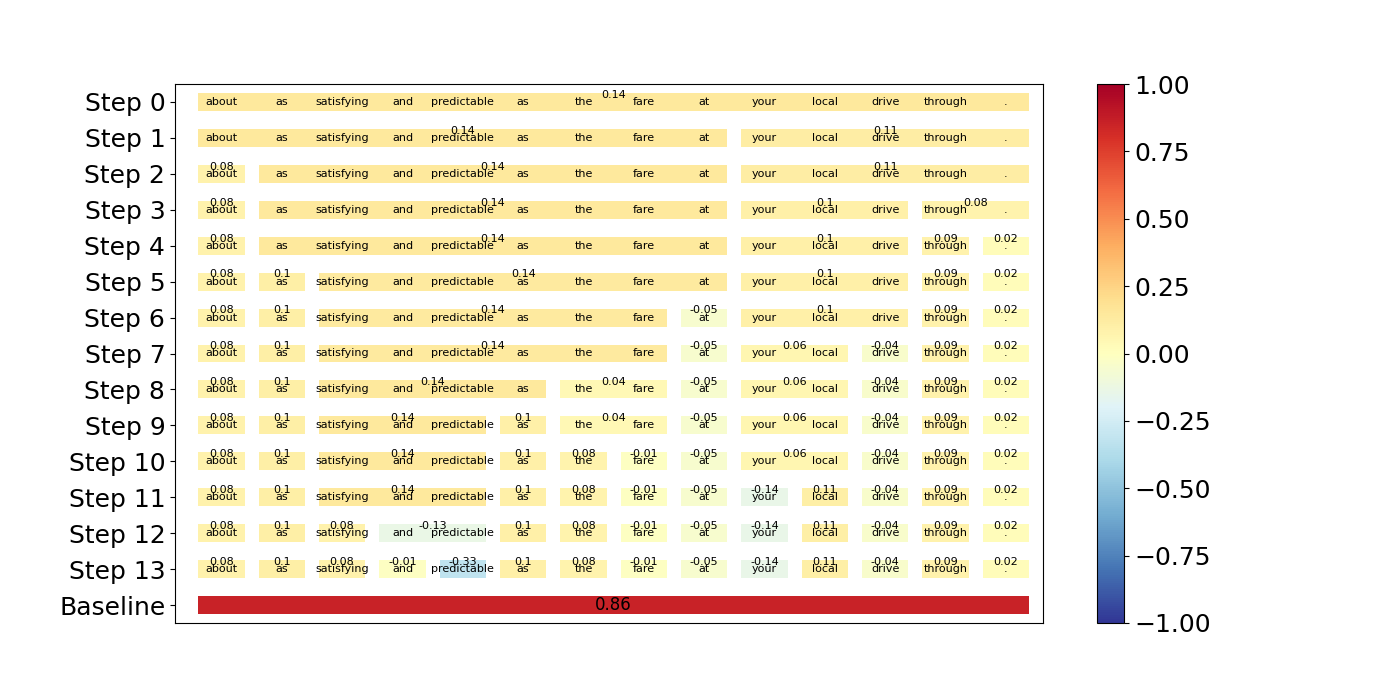 0.14
Step 0 about as satisfying and predictable as the fare at your local drive through .
0.14 0.11
Step 1 about as satisfying and predictable as the fare at your local drive through .
0.08 0.14 0.11
Step 2 about as satisfying and predictable as the fare at your local drive through .
0.08 0.14 0.1 0.08
Step 3 about as satisfying and predictable as the fare at your local drive through .
0.08 0.14 0.1 0.09 0.02
Step 4 about as satisfying and predictable as the fare at your local drive through .
0.08 0.1 0.14 0.1 0.09 0.02
Step 5 about as satisfying and predictable as the fare at your local drive through .
0.08 0.1 0.14 -0.05 0.1 0.09 0.02
Step 6 about as satisfying and predictable as the fare at your local drive through .
0.08 0.1 0.14 -0.05 0.06 -0.04 0.09 0.02
Step 7 about as satisfying and predictable as the fare at your local drive through .
0.08 0.1 0.14 0.04 -0.05 0.06 -0.04 0.09 0.02
Step 8 about as satisfying and predictable as the fare at your local drive through .
0.08 0.1 0.14 0.1 0.04 -0.05 0.06 -0.04 0.09 0.02
Step 9 about as satisfying and predictable as the fare at your local drive through .
0.08 0.1 0.14 0.1 0.08 -0.01 -0.05 0.06 -0.04 0.09 0.02
Step 10 about as satisfying and predictable as the fare at your local drive through .
0.08 0.1 0.14 0.1 0.08 -0.01 -0.05 -0.14 0.11 -0.04 0.09 0.02
Step 11 about as satisfying and predictable as the fare at your local drive through .
0.08 0.1 0.08 -0.13 0.1 0.08 -0.01 -0.05 -0.14 0.11 -0.04 0.09 0.02
Step 12 about as satisfying and predictable as the fare at your local drive through .
0.08 0.1 0.08 -0.01 -0.33 0.1 0.08 -0.01 -0.05 -0.14 0.11 -0.04 0.09 0.02
Step 13 about as satisfying and predictable as the fare at your local drive through .
Baseline 0.86
1.00
0.75
0.50
0.25
0.00
−0.25
−0.50
−0.75
−1.00